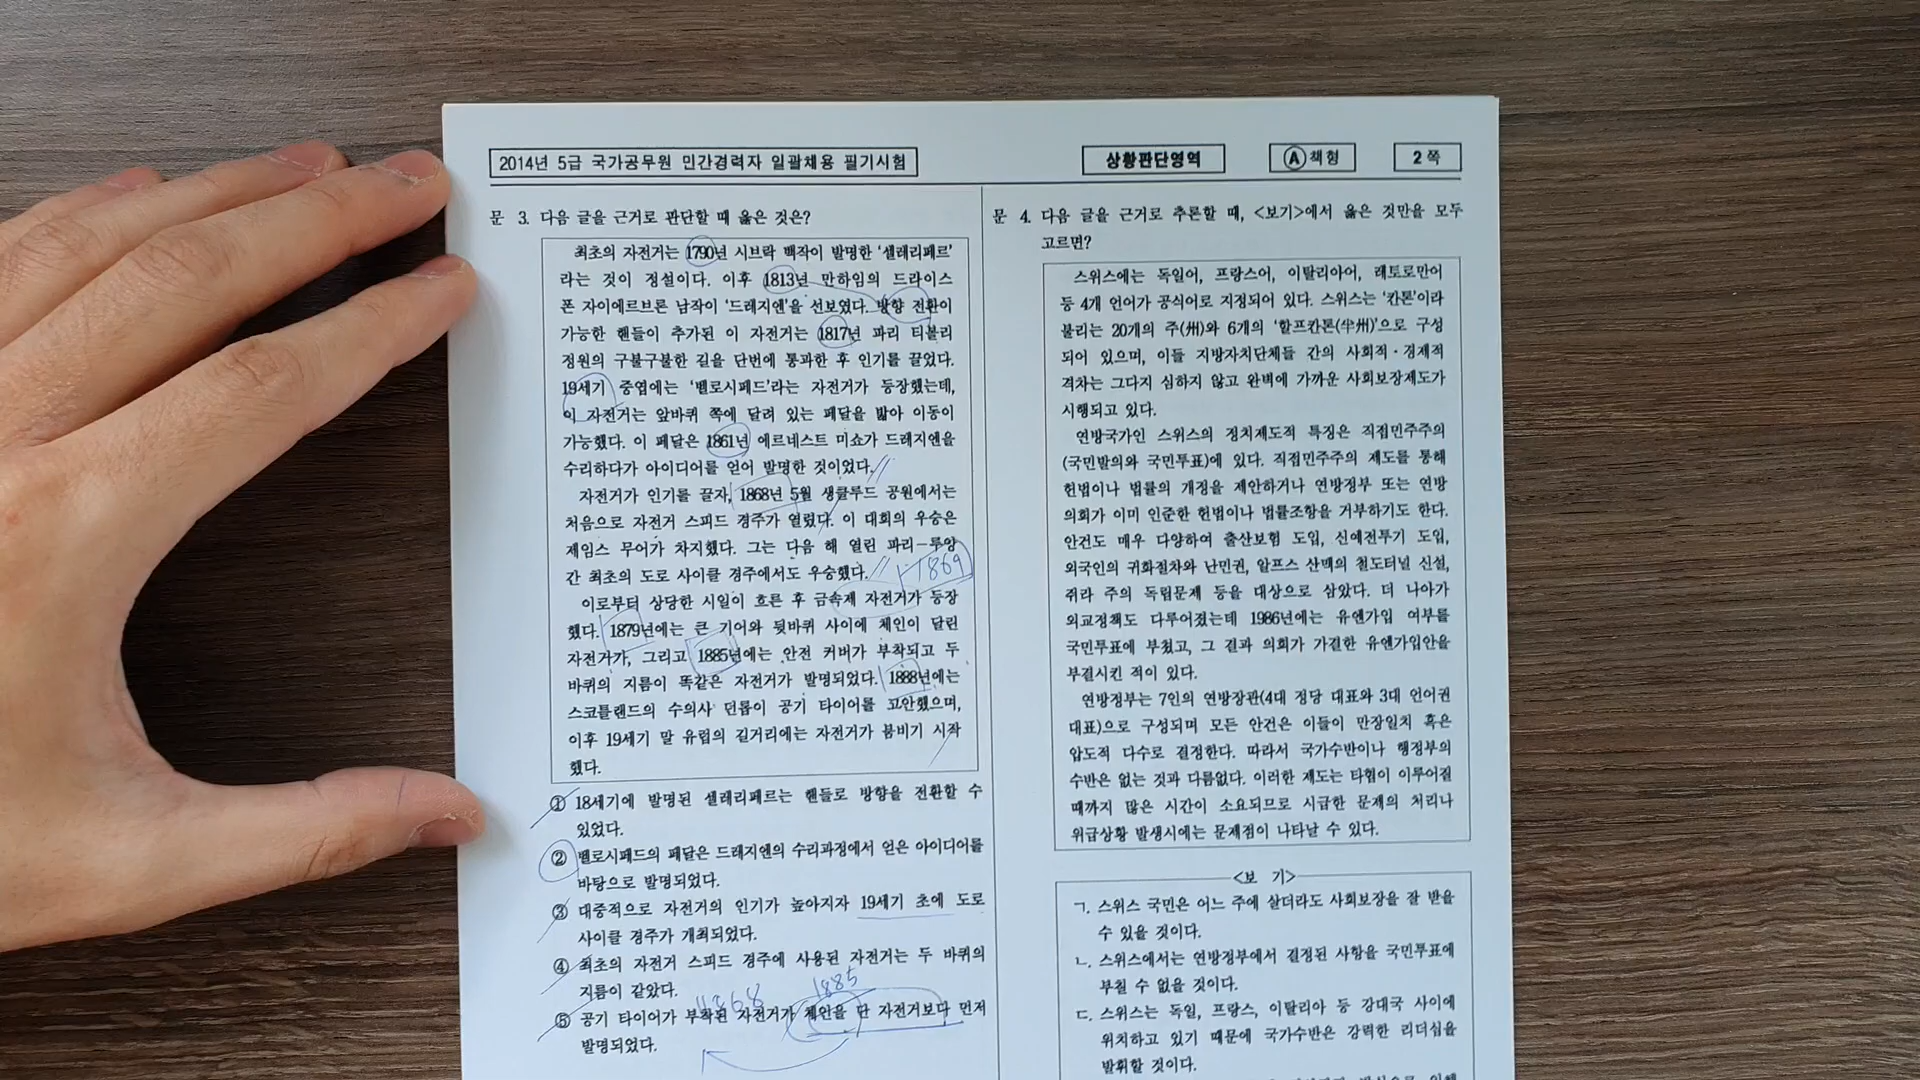 2014년 5급 국가공무원 민간경력자 일괄채용 필기시험
상황판단영역
Ⓐ책형
2쪽
문 3. 다음 글을 근거로 판단할 때 옳은 것은?
최초의 자전거는 1790년 시브락 백작이 발명한 '셀레리페르'
라는 것이 정설이다. 이후 1813년 만하임의 드라이스
폰 자이에르브론 남작이 '드레지엔'을 선보였다. 방향 전환이
가능한 핸들이 추가된 이 자전거는 1817년 파리 티볼리
정원의 구불구불한 길을 단번에 통과한 후 인기를 끌었다.
19세기 중엽에는 '벨로시페드'라는 자전거가 등장했는데,
이 자전거는 앞바퀴 쪽에 달려 있는 페달을 밟아 이동이
가능했다. 이 페달은 1861년 에르네스트 미쇼가 드레지엔을
수리하다가 아이디어를 얻어 발명한 것이었다.
자전거가 인기를 끌자, 1868년 5월 생클루드 공원에서는
처음으로 자전거 스피드 경주가 열렸다. 이 대회의 우승은
제임스 무어가 차지했다. 그는 다음 해 열린 파리－루앙
간 최초의 도로 사이클 경주에서도 우승했다. 1869
이로부터 상당한 시일이 흐른 후 금속제 자전거가 등장
했다. 1879년에는 큰 기어와 뒷바퀴 사이에 체인이 달린
자전거가, 그리고 1885년에는 안전 커버가 부착되고 두
바퀴의 지름이 똑같은 자전거가 발명되었다. 1888년에는
스코틀랜드의 수의사 던롭이 공기 타이어를 고안했으며,
이후 19세기 말 유럽의 길거리에는 자전거가 붐비기 시작
했다.
① 18세기에 발명된 셀레리페르는 핸들로 방향을 전환할 수
있었다.
② 벨로시페드의 페달은 드레지엔의 수리과정에서 얻은 아이디어를
바탕으로 발명되었다.
③ 대중적으로 자전거의 인기가 높아지자 19세기 초에 도로
사이클 경주가 개최되었다.
④ 최초의 자전거 스피드 경주에 사용된 자전거는 두 바퀴의
지름이 같았다.
1868 1885
⑤ 공기 타이어가 부착된 자전거가 체인을 단 자전거보다 먼저
발명되었다.
문 4. 다음 글을 근거로 추론할 때, <보기>에서 옳은 것만을 모두
고르면?
스위스에는 독일어, 프랑스어, 이탈리아어, 래토로만어
등 4개 언어가 공식어로 지정되어 있다. 스위스는 '칸톤'이라
불리는 20개의 주(州)와 6개의 '할프칸톤(半州)'으로 구성
되어 있으며, 이들 지방자치단체들 간의 사회적·경제적
격차는 그다지 심하지 않고 완벽에 가까운 사회보장제도가
시행되고 있다.
연방국가인 스위스의 정치제도적 특징은 직접민주주의
(국민발의와 국민투표)에 있다. 직접민주주의 제도를 통해
헌법이나 법률의 개정을 제안하거나 연방정부 또는 연방
의회가 이미 인준한 헌법이나 법률조항을 거부하기도 한다.
안건도 매우 다양하여 출산보험 도입, 신예전투기 도입,
외국인의 귀화절차와 난민권, 알프스 산맥의 철도터널 신설,
쥐라 주의 독립문제 등을 대상으로 삼았다. 더 나아가
외교정책도 다루어졌는데 1986년에는 유엔가입 여부를
국민투표에 부쳤고, 그 결과 의회가 가결한 유엔가입안을
부결시킨 적이 있다.
연방정부는 7인의 연방장관(4대 정당 대표와 3대 언어권
대표)으로 구성되며 모든 안건은 이들이 만장일치 혹은
압도적 다수로 결정한다. 따라서 국가수반이나 행정부의
수반은 없는 것과 다름없다. 이러한 제도는 타협이 이루어질
때까지 많은 시간이 소요되므로 시급한 문제의 처리나
위급상황 발생시에는 문제점이 나타날 수 있다.
<보 기>
ㄱ. 스위스 국민은 어느 주에 살더라도 사회보장을 잘 받을
수 있을 것이다.
ㄴ. 스위스에서는 연방정부에서 결정된 사항을 국민투표에
부칠 수 없을 것이다.
ㄷ. 스위스는 독일, 프랑스, 이탈리아 등 강대국 사이에
위치하고 있기 때문에 국가수반은 강력한 리더십을
발휘할 것이다.